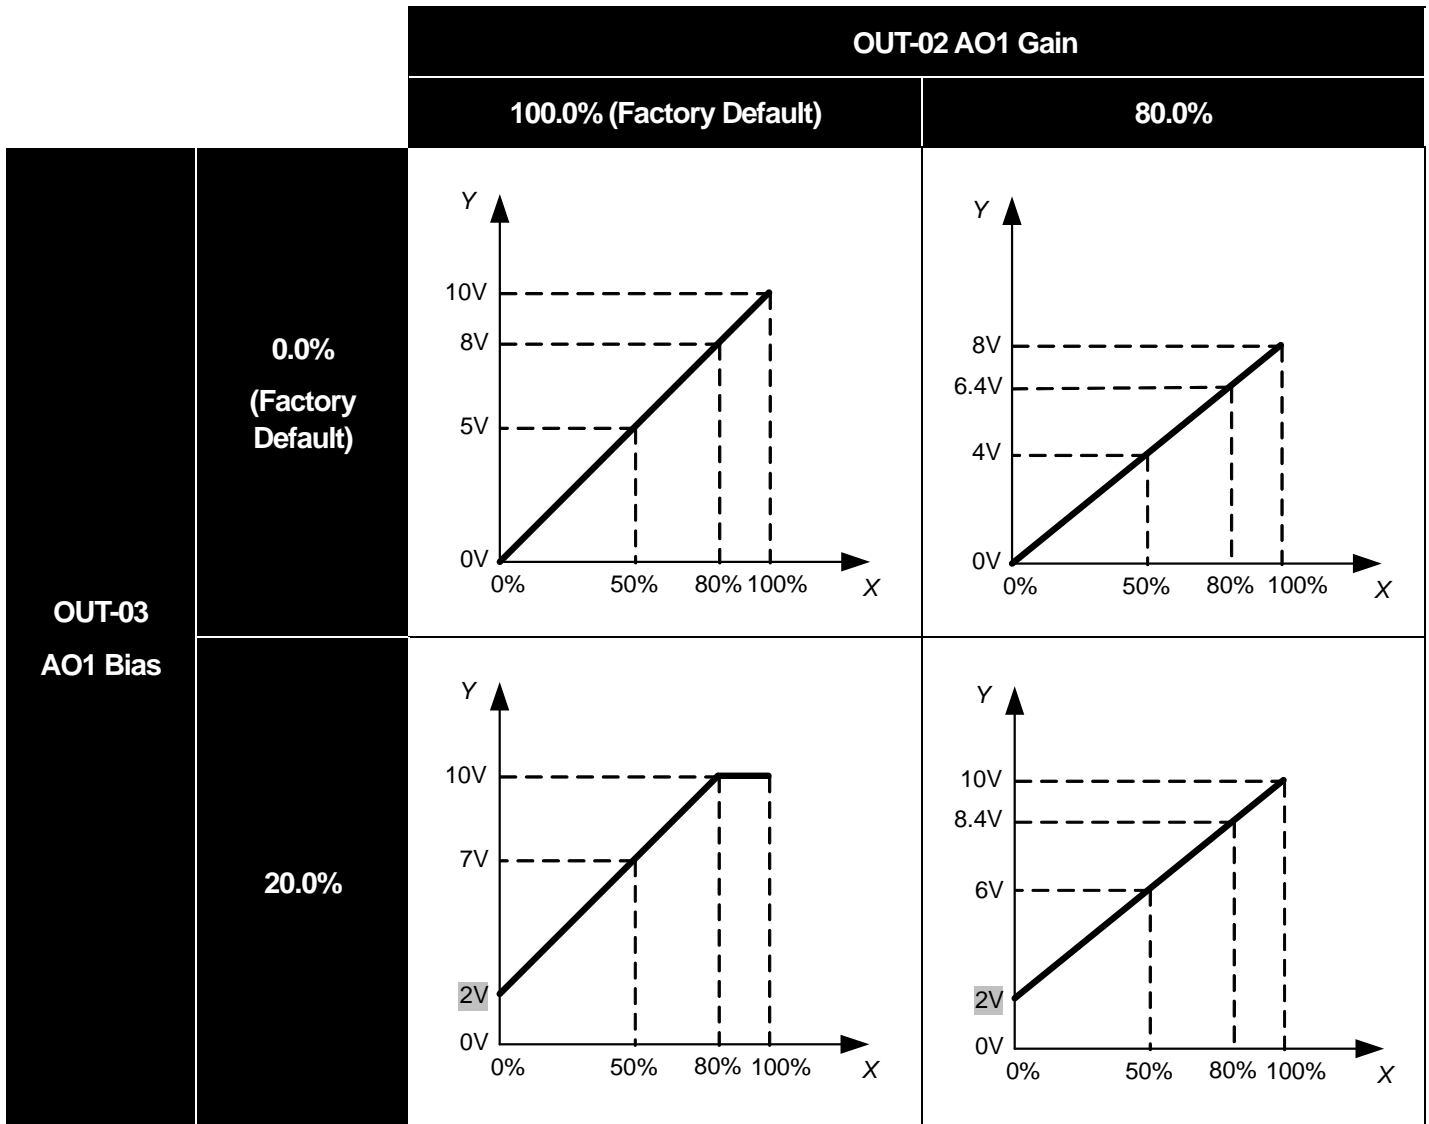 OUT-02 AO1 Gain
100.0% (Factory Default)
80.0%
OUT-03
AO1 Bias
0.0%
(Factory
Default)
Y
10V
8V
5V
0V
0%
50%
80%
100%
X
Y
8V
6.4V
4V
0V
0%
50%
80%
100%
X
20.0%
Y
10V
7V
2V
0V
0%
50%
80%
100%
X
Y
10V
8.4V
6V
2V
0V
0%
50%
80%
100%
X